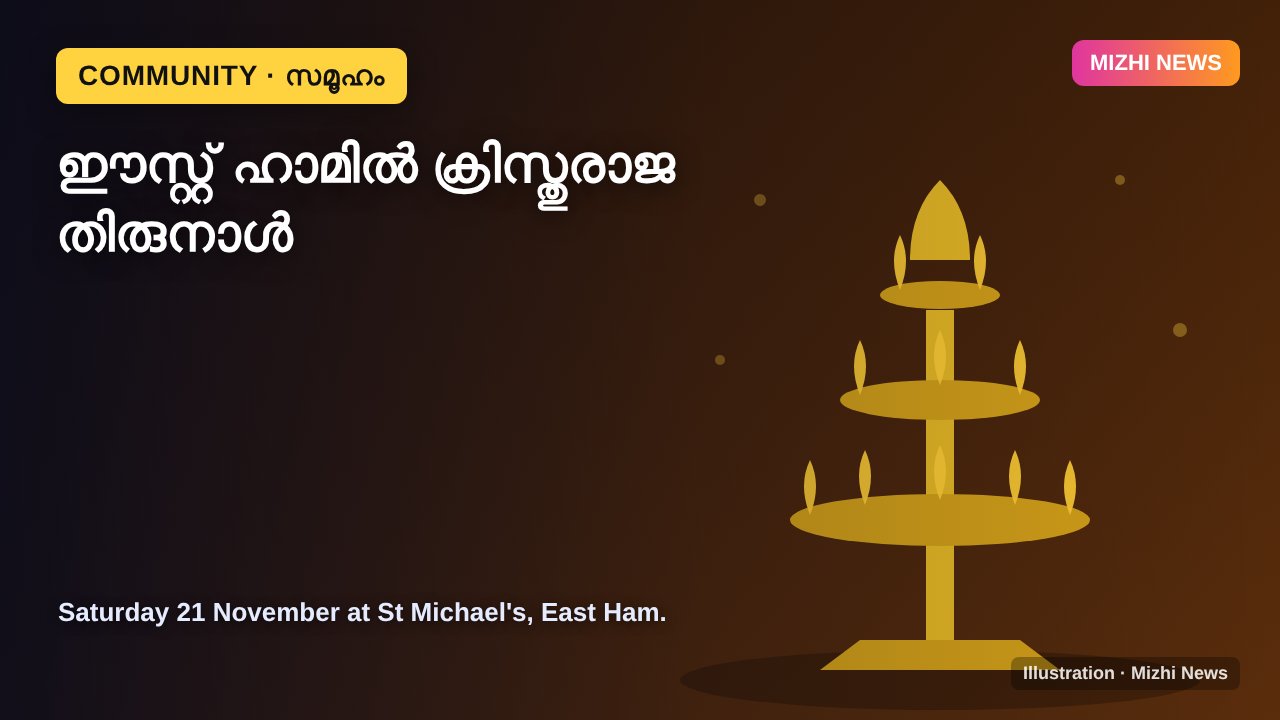 COMMUNITY · സമൂഹം
MIZHI NEWS
ഈസ്റ്റ് ഹാമിൽ ക്രിസ്തുരാജ
തിരുനാൾ
Saturday 21 November at St Michael's, East Ham.
Illustration · Mizhi News